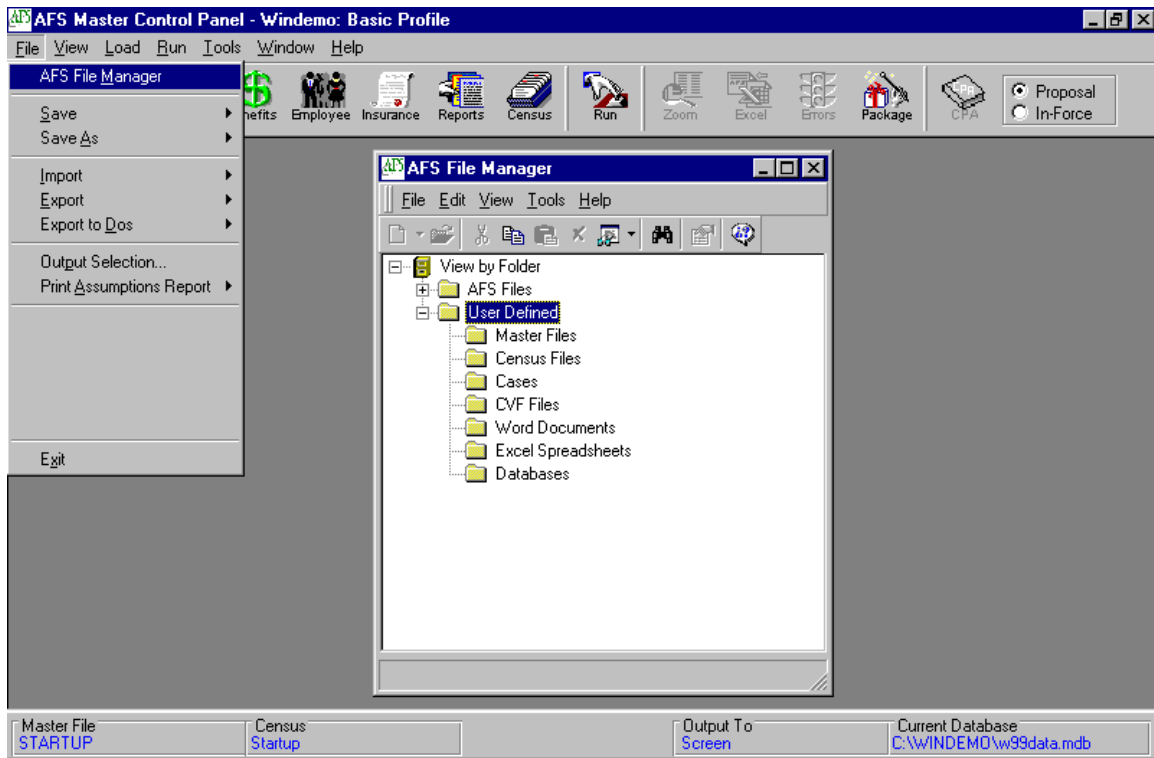 AFS Master Control Panel - Windemo: Basic Profile
File View Load Run Tools Window Help
AFS File Manager
Save
Save As
Import
Export
Export to Dos
Output Selection...
Print Assumptions Report
Exit
nefits Employee Insurance Reports Census Run Zoom Excel Errors Package CPA
Proposal
In-Force
AFS File Manager
File Edit View Tools Help
View by Folder
AFS Files
User Defined
Master Files
Census Files
Cases
CVF Files
Word Documents
Excel Spreadsheets
Databases
Master File
STARTUP
Census
Startup
Output To
Screen
Current Database
C:\WINDEMO\w99data.mdb